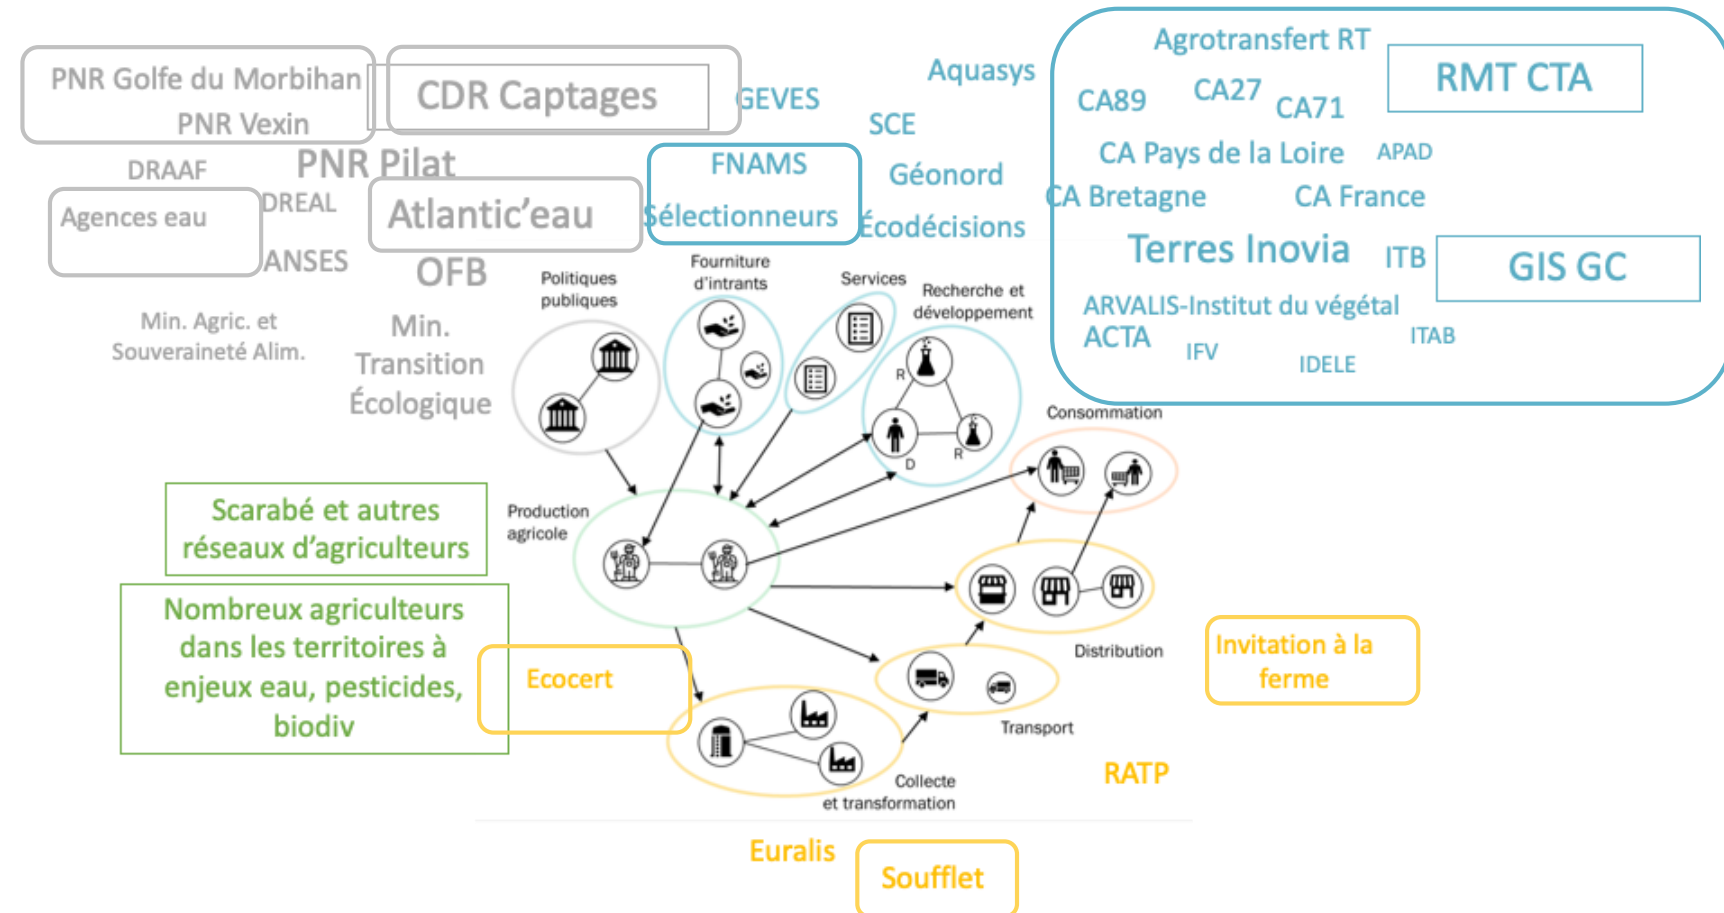 PNR Golfe du Morbihan
PNR Vexin
CDR Captages
GEVES
Aquasys
SCE
Agrotransfert RT
RMT CTA
CA89
CA27
CA71
DRAAF
PNR Pilat
FNAMS
Géonord
CA Pays de la Loire
APAD
Agences eau
DREAL
Atlantic’eau
Sélectionneurs
Écodécisions
CA Bretagne
CA France
ANSES
OFB
Terres Inovia
ITB
GIS GC
Min. Agric. et
Souveraineté Alim.
Min.
Transition
Écologique
ARVALIS-Institut du végétal
ACTA
IFV
IDELE
ITAB
Politiques
publiques
Fourniture
d’intrants
Services
Recherche et
développement
R
D
R
Consommation
Production
agricole
Scarabé et autres
réseaux d’agriculteurs
Nombreux agriculteurs
dans les territoires à
enjeux eau, pesticides,
biodiv
Ecocert
Distribution
Invitation à la
ferme
Transport
Collecte
et transformation
RATP
Euralis
Soufflet